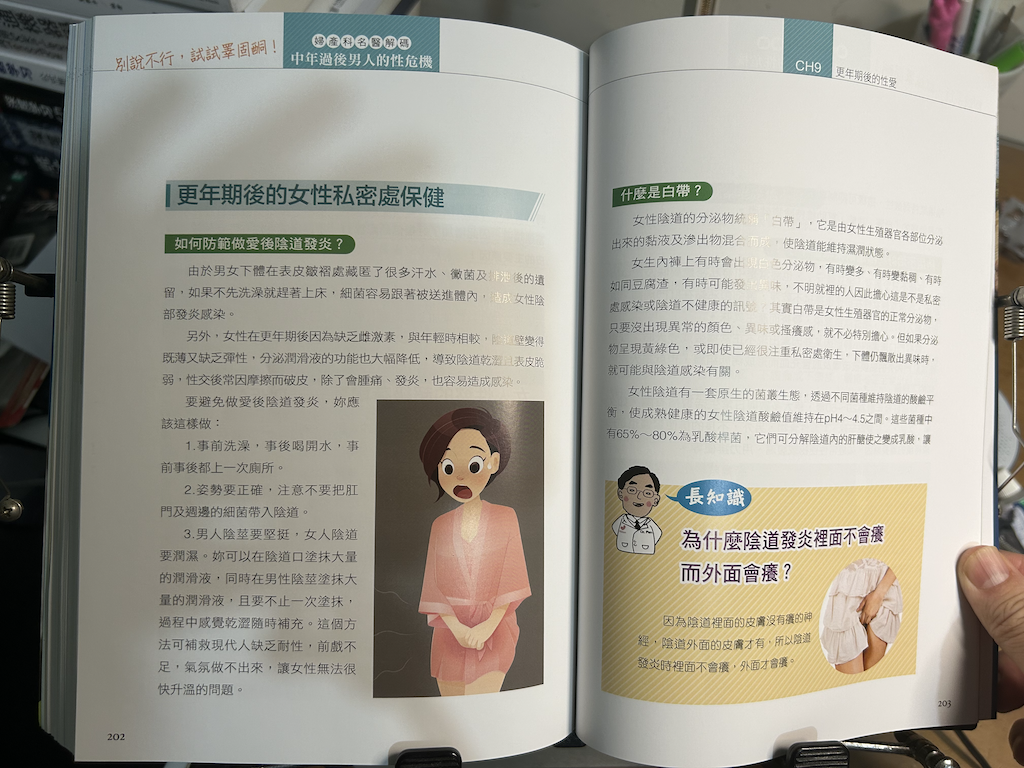 別說不行，試試睪固酮！
婦產科名醫解碼
中年過後男人的性危機
更年期後的女性私密處保健
如何防範做愛後陰道發炎？
由於男女下體在表皮皺褶處藏匿了很多汗水、黴菌及排泄後的遺
留，如果不先洗澡就趕著上床，細菌容易跟著被送進體內，造成女性陰
部發炎感染。
另外，女性在更年期後因為缺乏雌激素，與年輕時相較，陰道壁變得
既薄又缺乏彈性，分泌潤滑液的功能也大幅降低，導致陰道乾澀且表皮脆
弱，性交後常因摩擦而破皮，除了會腫痛、發炎，也容易造成感染。
要避免做愛後陰道發炎，妳應
該這樣做：
1.事前洗澡，事後喝開水，事
前事後都上一次廁所。
2.姿勢要正確，注意不要把肛
門及週邊的細菌帶入陰道。
3.男人陰莖要堅挺，女人陰道
要潤濕。妳可以在陰道口塗抹大量
的潤滑液，同時在男性陰莖塗抹大
量的潤滑液，且要不止一次塗抹，
過程中感覺乾澀隨時補充。這個方
法可補救現代人缺乏耐性，前戲不
足，氣氛做不出來，讓女性無法很
快升溫的問題。
202
CH9
更年期後的性愛
什麼是白帶？
女性陰道的分泌物統稱「白帶」，它是由女性生殖器官各部位分泌
出來的黏液及滲出物混合而成，使陰道能維持濕潤狀態。
女生內褲上有時會出現白色分泌物，有時變多、有時變黏稠、有時
如同豆腐渣，有時可能發出異味，不明就裡的人因此擔心這是不是私密
處感染或陰道不健康的訊號？其實白帶是女性生殖器官的正常分泌物，
只要沒出現異常的顏色、異味或搔癢感，就不必特別擔心。但如果分泌
物呈現黃綠色，或即使已經很注重私密處衛生，下體仍飄散出異味時，
就可能與陰道感染有關。
女性陰道有一套原生的菌叢生態，透過不同菌種維持陰道的酸鹼平
衡，使成熟健康的女性陰道酸鹼值維持在pH4～4.5之間。這些菌種中
有65%～80%為乳酸桿菌，它們可分解陰道內的肝醣使之變成乳酸，讓
長知識
為什麼陰道發炎裡面不會癢
而外面會癢？
因為陰道裡面的皮膚沒有癢的神
經，陰道外面的皮膚才有、所以陰道
發炎時裡面不會癢，外面才會癢。
203